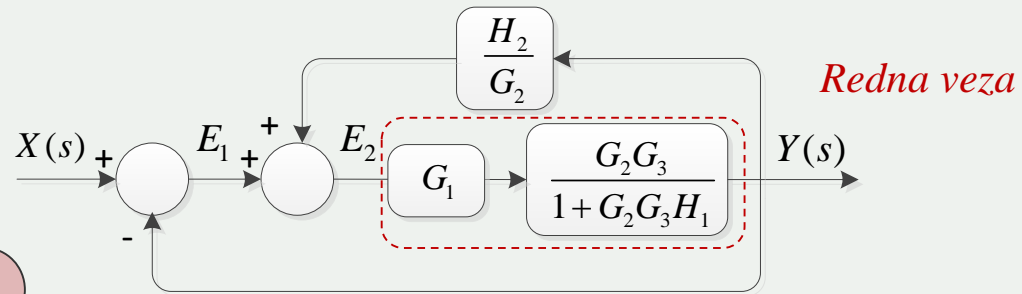 H₂
G₂
Redna veza
X(s) + E₁ + + E₂ Y(s)
G₁
G₂G₃
1+G₂G₃H₁
-